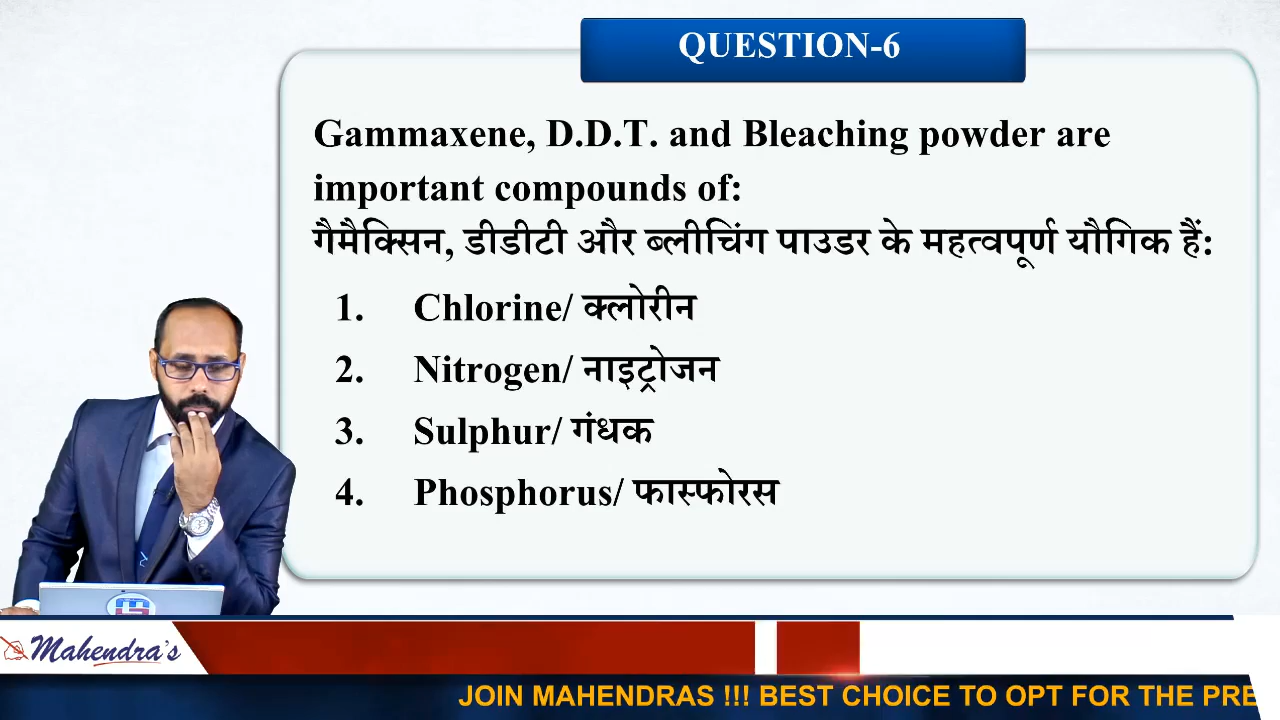 QUESTION-6
Gammaxene, D.D.T. and Bleaching powder are
important compounds of:
गैमैक्सिन, डीडीटी और ब्लीचिंग पाउडर के महत्वपूर्ण यौगिक हैं:
1. Chlorine/ क्लोरीन
2. Nitrogen/ नाइट्रोजन
3. Sulphur/ गंधक
4. Phosphorus/ फास्फोरस
Mahendra's
JOIN MAHENDRAS !!! BEST CHOICE TO OPT FOR THE PRE